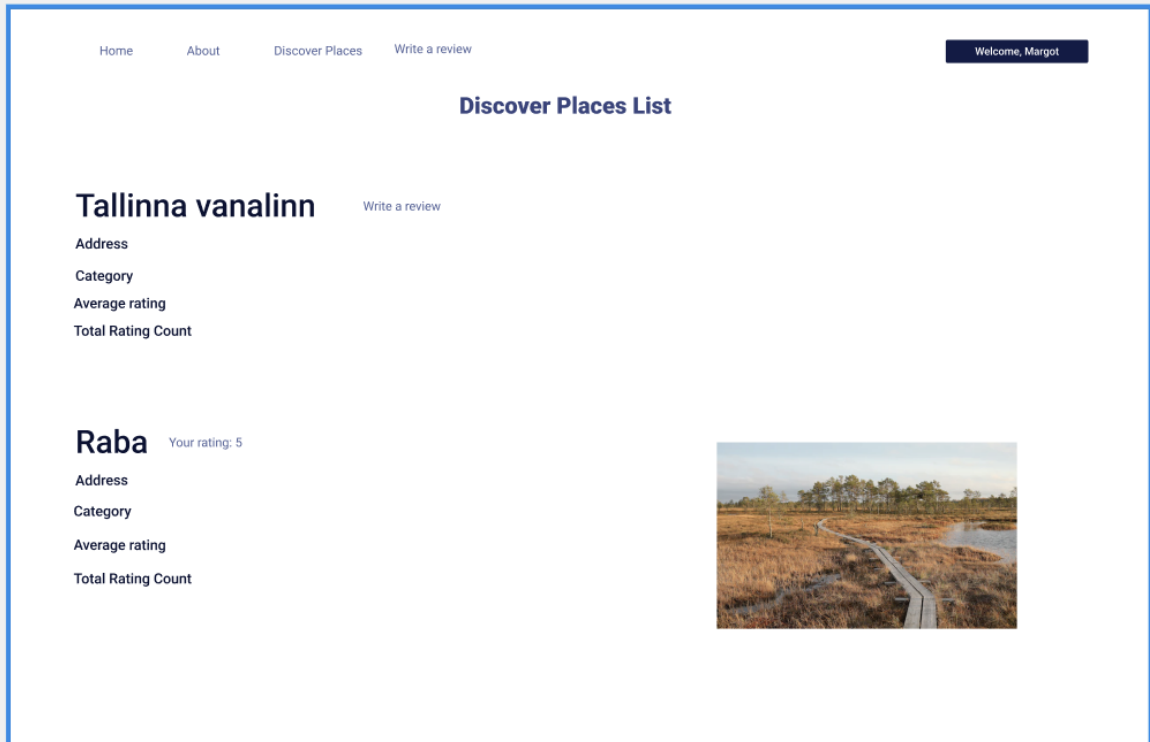 Home About Discover Places Write a review Welcome, Margot
Discover Places List
Tallinna vanalinn Write a review
Address
Category
Average rating
Total Rating Count
Raba Your rating: 5
Address
Category
Average rating
Total Rating Count